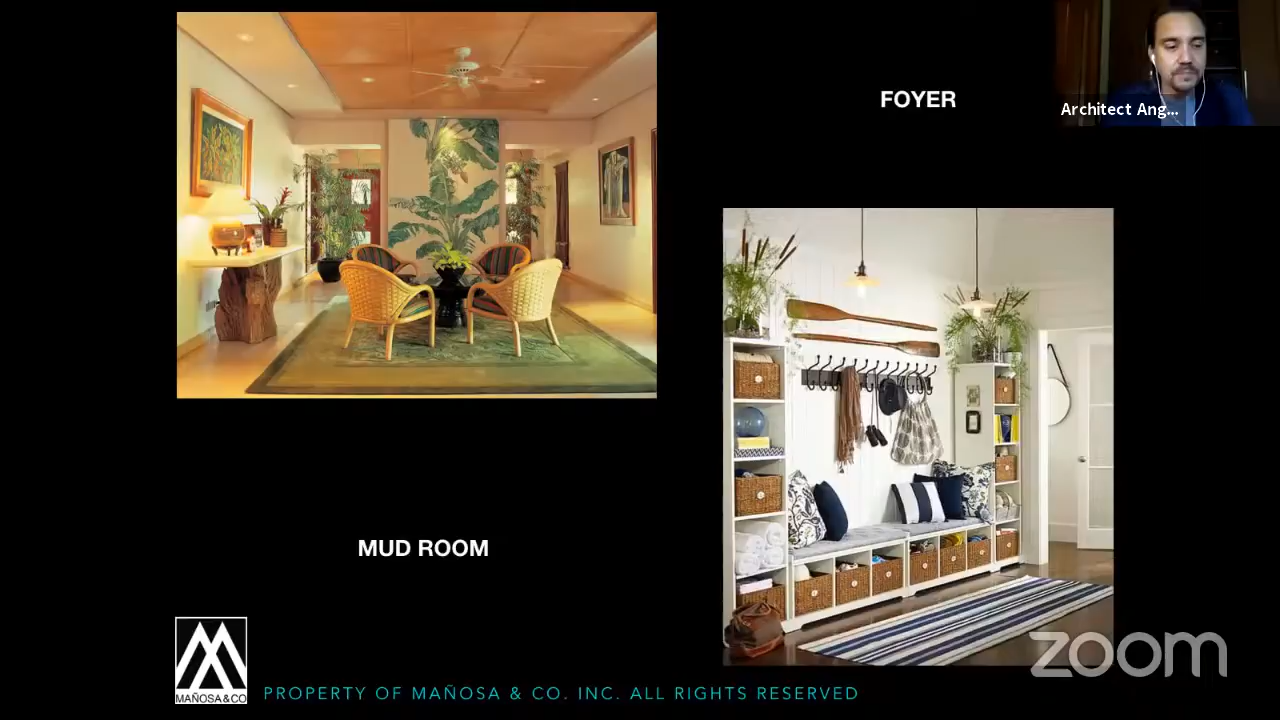 FOYER
Architect Ang...
MUD ROOM
MAÑOSA & CO
PROPERTY OF MAÑOSA & CO. INC. ALL RIGHTS RESERVED
zoom